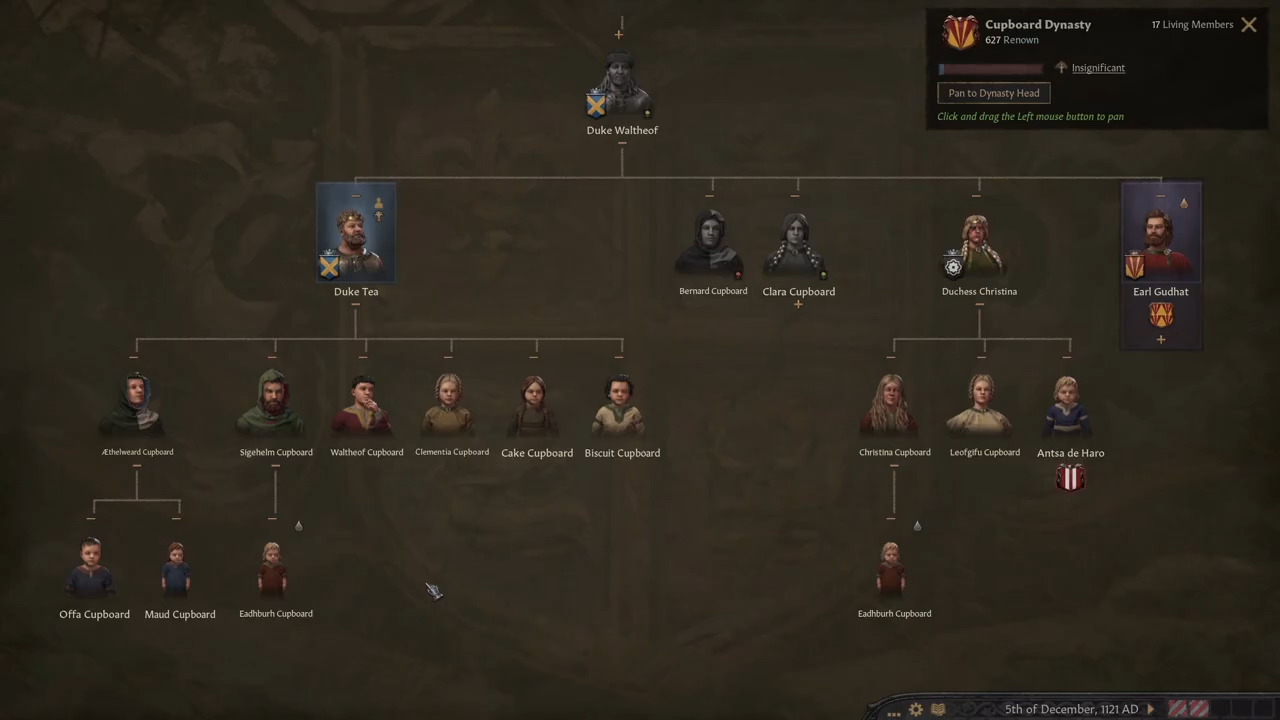 Cupboard Dynasty
17 Living Members
627 Renown
Insignificant
Pan to Dynasty Head
Click and drag the Left mouse button to pan
Duke Waltheof
Duke Tea
Bernard Cupboard
Clara Cupboard
Duchess Christina
Earl Gudhat
Æthelweard Cupboard
Sigehelm Cupboard
Waltheof Cupboard
Clementia Cupboard
Cake Cupboard
Biscuit Cupboard
Christina Cupboard
Leofgifu Cupboard
Antsa de Haro
Offa Cupboard
Maud Cupboard
Eadhburh Cupboard
Eadhburh Cupboard
5th of December, 1121 AD